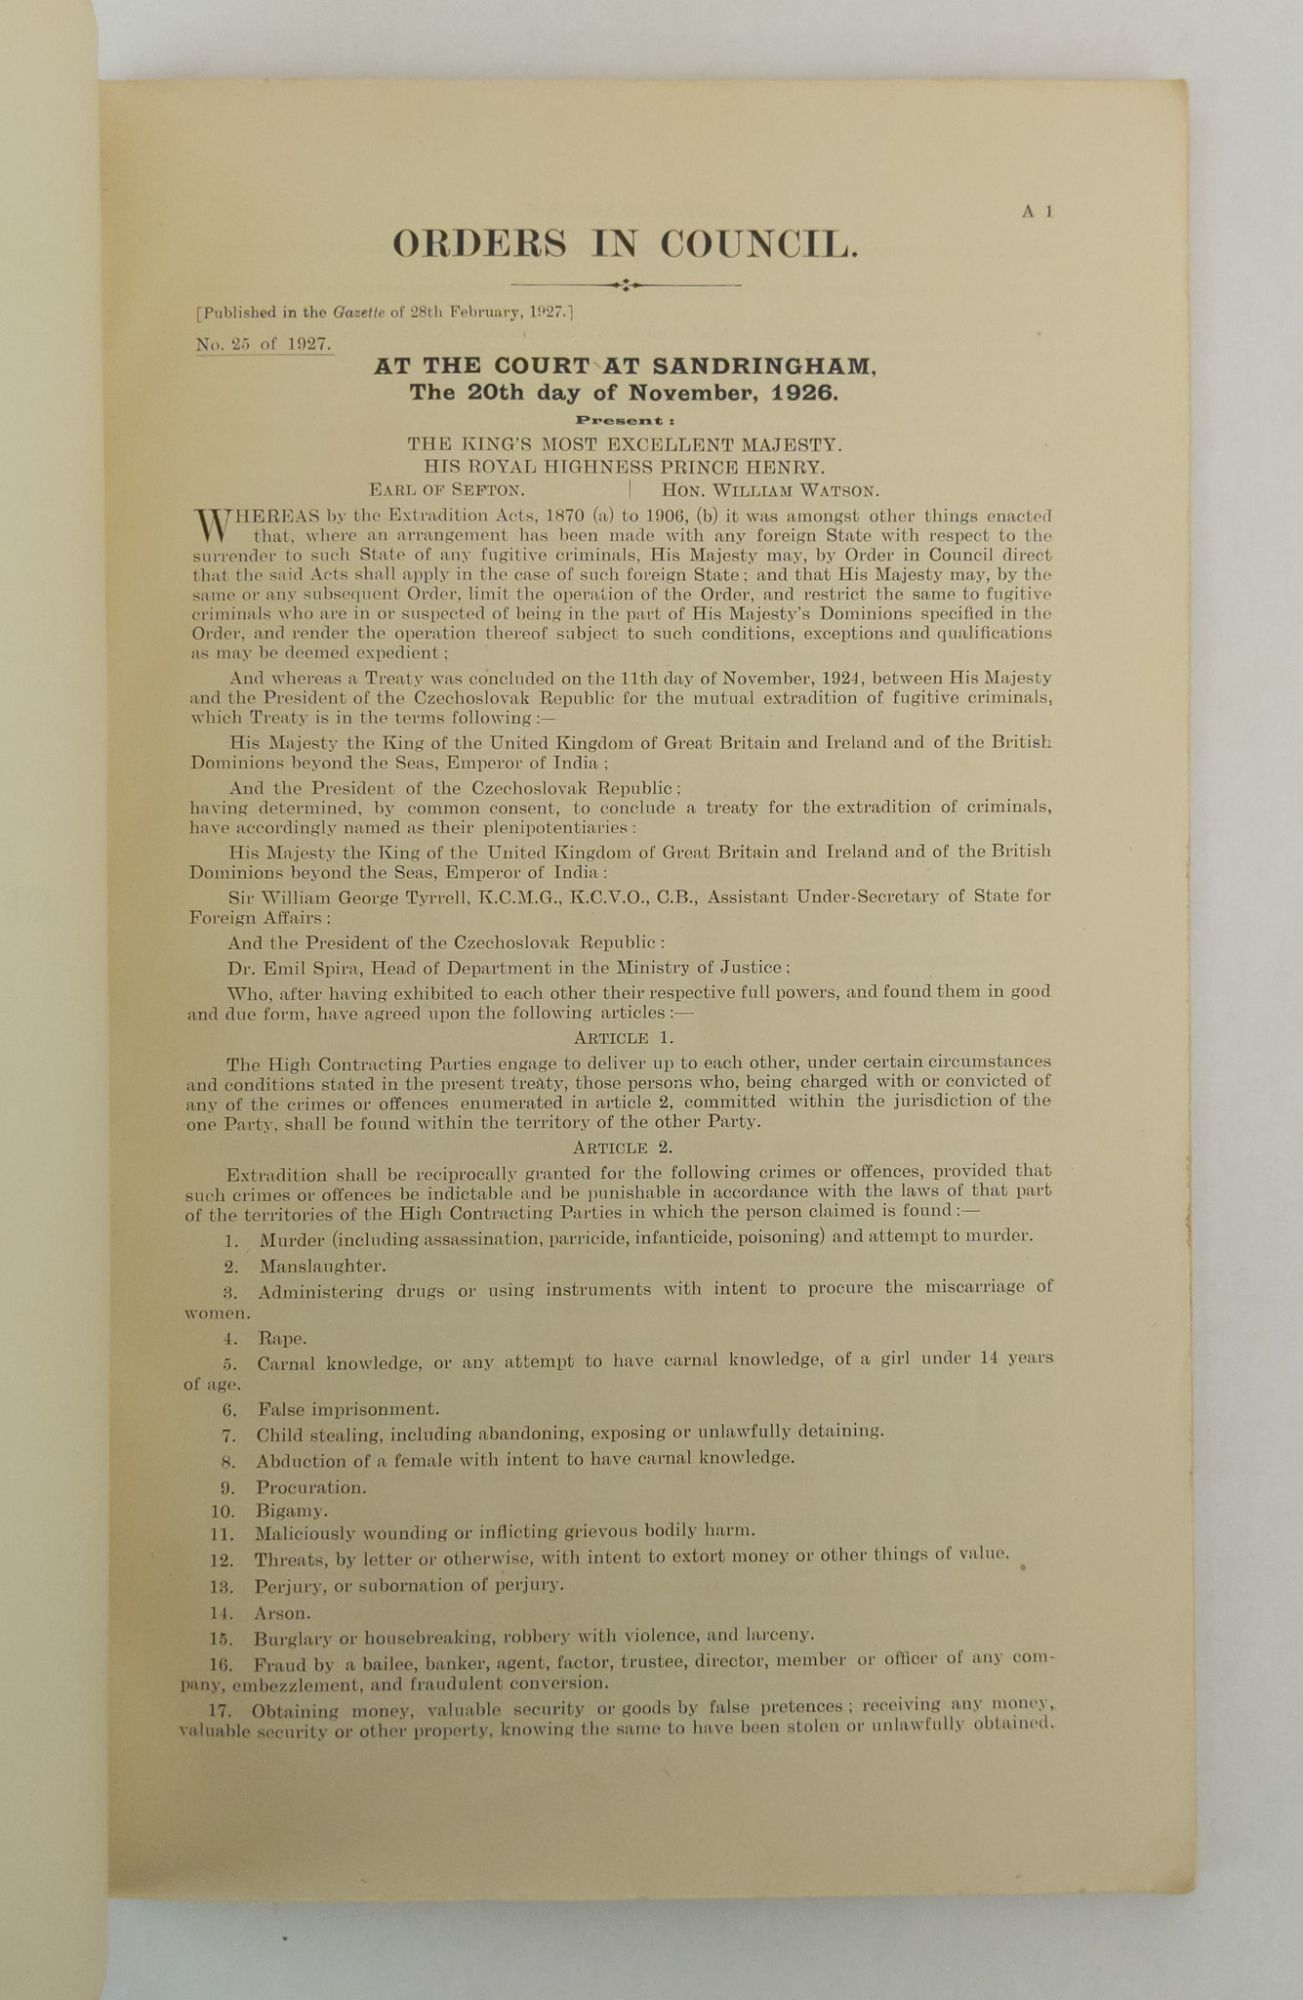 A 1
ORDERS IN COUNCIL.
[Published in the Gazette of 28th February, 1927.]
No. 25 of 1927.
AT THE COURT AT SANDRINGHAM,
The 20th day of November, 1926.
Present :
THE KING'S MOST EXCELLENT MAJESTY.
HIS ROYAL HIGHNESS PRINCE HENRY.
EARL OF SEFTON. | HON. WILLIAM WATSON.
WHEREAS by the Extradition Acts, 1870 (a) to 1906, (b) it was amongst other things enacted
that, where an arrangement has been made with any foreign State with respect to the
surrender to such State of any fugitive criminals, His Majesty may, by Order in Council direct
that the said Acts shall apply in the case of such foreign State ; and that His Majesty may, by the
same or any subsequent Order, limit the operation of the Order, and restrict the same to fugitive
criminals who are in or suspected of being in the part of His Majesty's Dominions specified in the
Order, and render the operation thereof subject to such conditions, exceptions and qualifications
as may be deemed expedient ;
And whereas a Treaty was concluded on the 11th day of November, 1924, between His Majesty
and the President of the Czechoslovak Republic for the mutual extradition of fugitive criminals,
which Treaty is in the terms following :—
His Majesty the King of the United Kingdom of Great Britain and Ireland and of the British
Dominions beyond the Seas, Emperor of India ;
And the President of the Czechoslovak Republic ;
having determined, by common consent, to conclude a treaty for the extradition of criminals,
have accordingly named as their plenipotentiaries :
His Majesty the King of the United Kingdom of Great Britain and Ireland and of the British
Dominions beyond the Seas, Emperor of India :
Sir William George Tyrrell, K.C.M.G., K.C.V.O., C.B., Assistant Under-Secretary of State for
Foreign Affairs ;
And the President of the Czechoslovak Republic :
Dr. Emil Spira, Head of Department in the Ministry of Justice ;
Who, after having exhibited to each other their respective full powers, and found them in good
and due form, have agreed upon the following articles :—
ARTICLE 1.
The High Contracting Parties engage to deliver up to each other, under certain circumstances
and conditions stated in the present treaty, those persons who, being charged with or convicted of
any of the crimes or offences enumerated in article 2, committed within the jurisdiction of the
one Party, shall be found within the territory of the other Party.
ARTICLE 2.
Extradition shall be reciprocally granted for the following crimes or offences, provided that
such crimes or offences be indictable and be punishable in accordance with the laws of that part
of the territories of the High Contracting Parties in which the person claimed is found :—
1. Murder (including assassination, parricide, infanticide, poisoning) and attempt to murder.
2. Manslaughter.
3. Administering drugs or using instruments with intent to procure the miscarriage of
women.
4. Rape.
5. Carnal knowledge, or any attempt to have carnal knowledge, of a girl under 14 years
of age.
6. False imprisonment.
7. Child stealing, including abandoning, exposing or unlawfully detaining.
8. Abduction of a female with intent to have carnal knowledge.
9. Procuration.
10. Bigamy.
11. Maliciously wounding or inflicting grievous bodily harm.
12. Threats, by letter or otherwise, with intent to extort money or other things of value.
13. Perjury, or subornation of perjury.
14. Arson.
15. Burglary or housebreaking, robbery with violence, and larceny.
16. Fraud by a bailee, banker, agent, factor, trustee, director, member or officer of any com-
pany, embezzlement, and fraudulent conversion.
17. Obtaining money, valuable security or goods by false pretences ; receiving any money,
valuable security or other property, knowing the same to have been stolen or unlawfully obtained.